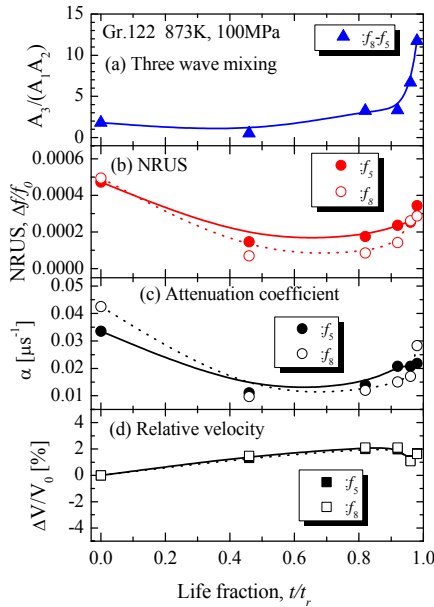 Gr.122 873K, 100MPa
:f8-f5
(a) Three wave mixing
A3/(A1A2)
12
8
4
0
(b) NRUS
:f5
:f8
NRUS, Δf/f0
0.0006
0.0004
0.0002
0.0000
(c) Attenuation coefficient
:f5
:f8
α [μs-1]
0.05
0.04
0.03
0.02
0.01
(d) Relative velocity
:f5
:f8
ΔV/V0 [%]
4
2
0
-2
0.0 0.2 0.4 0.6 0.8 1.0
Life fraction, t/tr